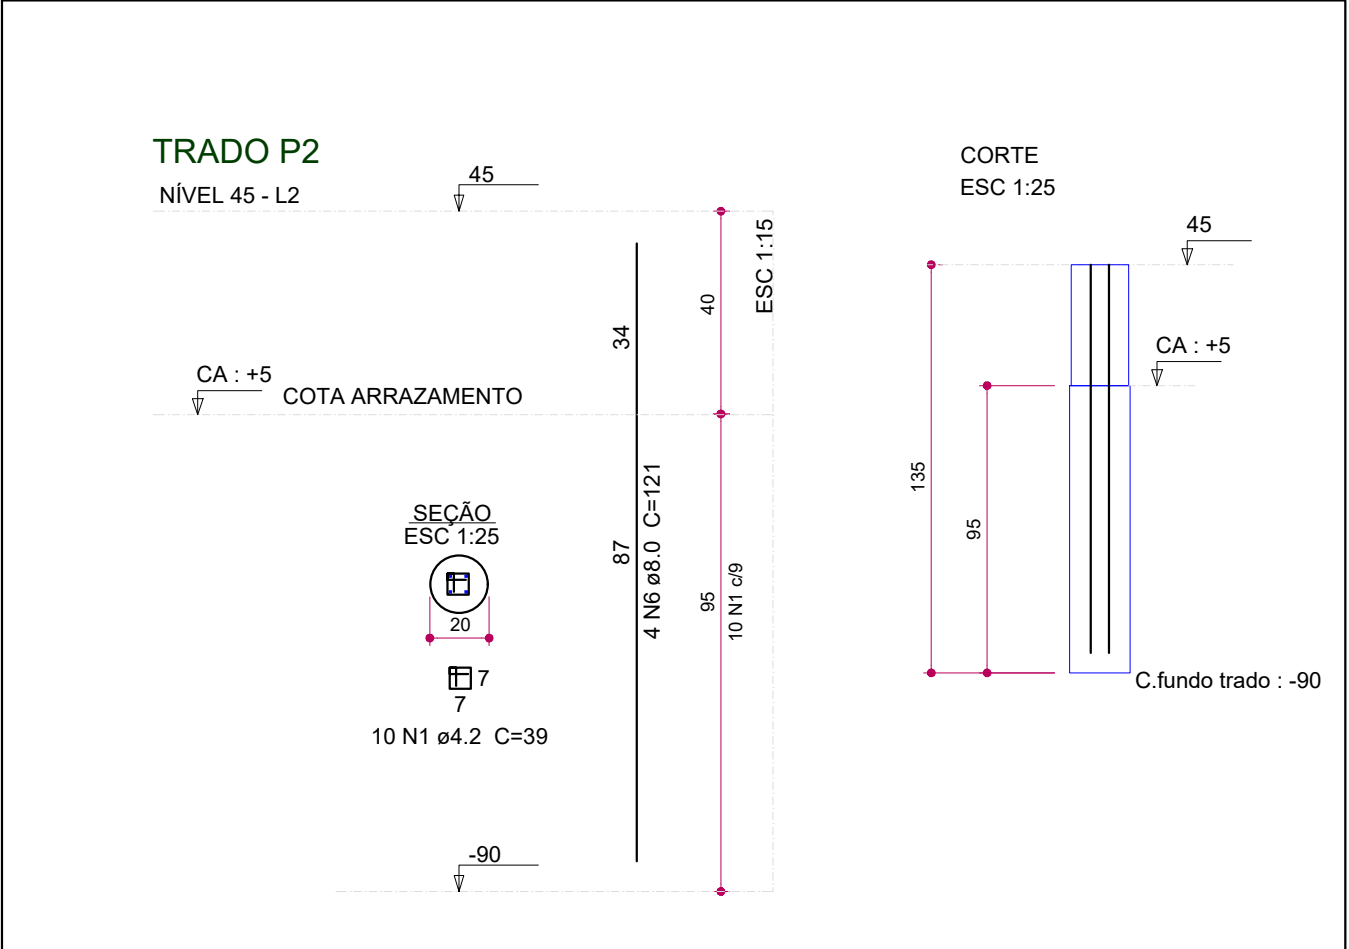 TRADO P2
NÍVEL 45 - L2
45
ESC 1:15
40
34
CA : +5
COTA ARRAZAMENTO
SEÇÃO
ESC 1:25
20
7
7
10 N1 ø4.2  C=39
87
4 N6 ø8.0  C=121
95
10 N1 c/9
-90
CORTE
ESC 1:25
45
CA : +5
135
95
C.fundo trado : -90